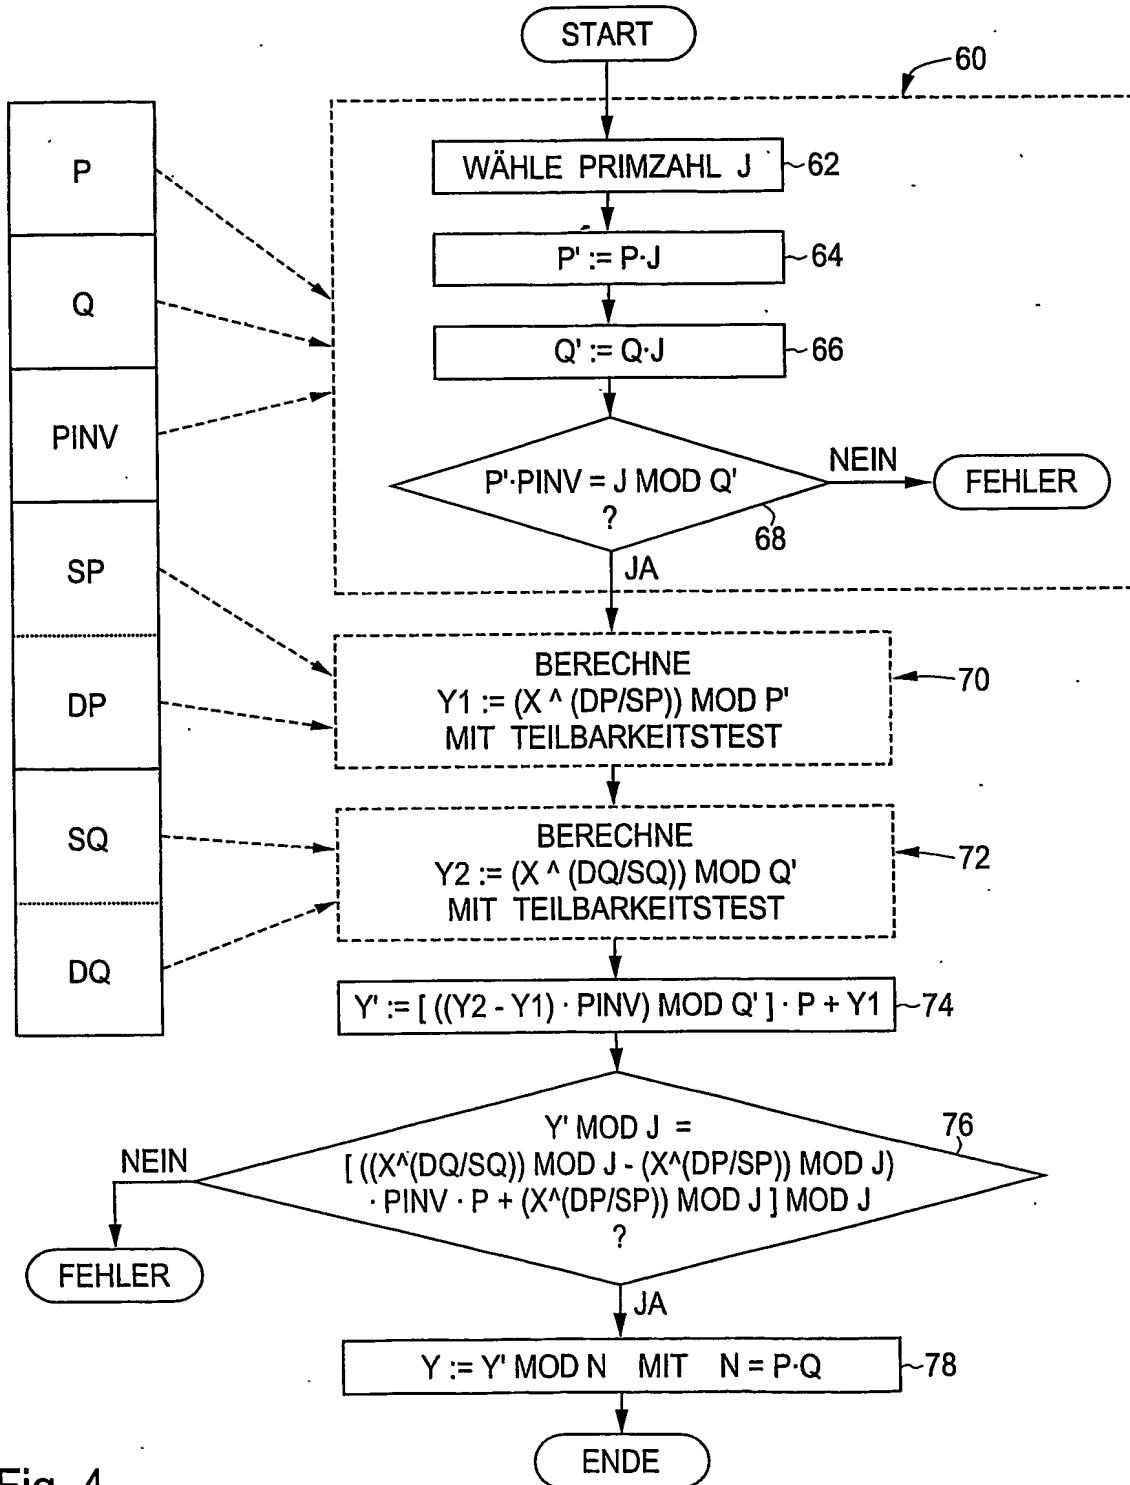 START
60
P
Q
PINV
SP
DP
SQ
DQ
WÄHLE PRIMZAHL J
62
P' := P·J
64
Q' := Q·J
66
P'·PINV = J MOD Q'
?
68
NEIN
FEHLER
JA
BERECHNE
Y1 := (X ^ (DP/SP)) MOD P'
MIT TEILBARKEITSTEST
70
BERECHNE
Y2 := (X ^ (DQ/SQ)) MOD Q'
MIT TEILBARKEITSTEST
72
Y' := [ ((Y2 - Y1) · PINV) MOD Q' ] · P + Y1
74
Y' MOD J =
[ ((X^(DQ/SQ)) MOD J - (X^(DP/SP)) MOD J)
· PINV · P + (X^(DP/SP)) MOD J ] MOD J
?
76
NEIN
FEHLER
JA
Y := Y' MOD N MIT N = P·Q
78
ENDE
Fig. 4